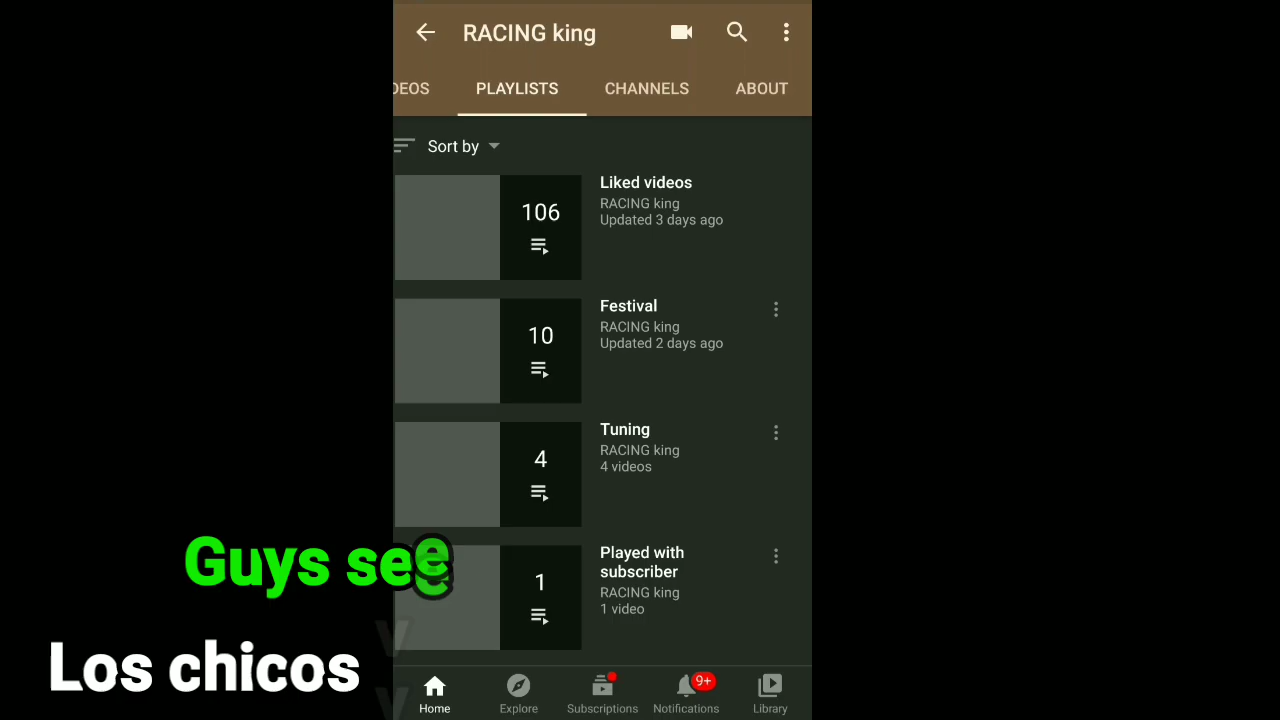 RACING king
DEOS PLAYLISTS CHANNELS ABOUT
Sort by
106
Liked videos
RACING king
Updated 3 days ago
10
Festival
RACING king
Updated 2 days ago
4
Tuning
RACING king
4 videos
1
Played with
subscriber
RACING king
1 video
Guys see
Los chicos v
Home Explore Subscriptions Notifications 9+ Library